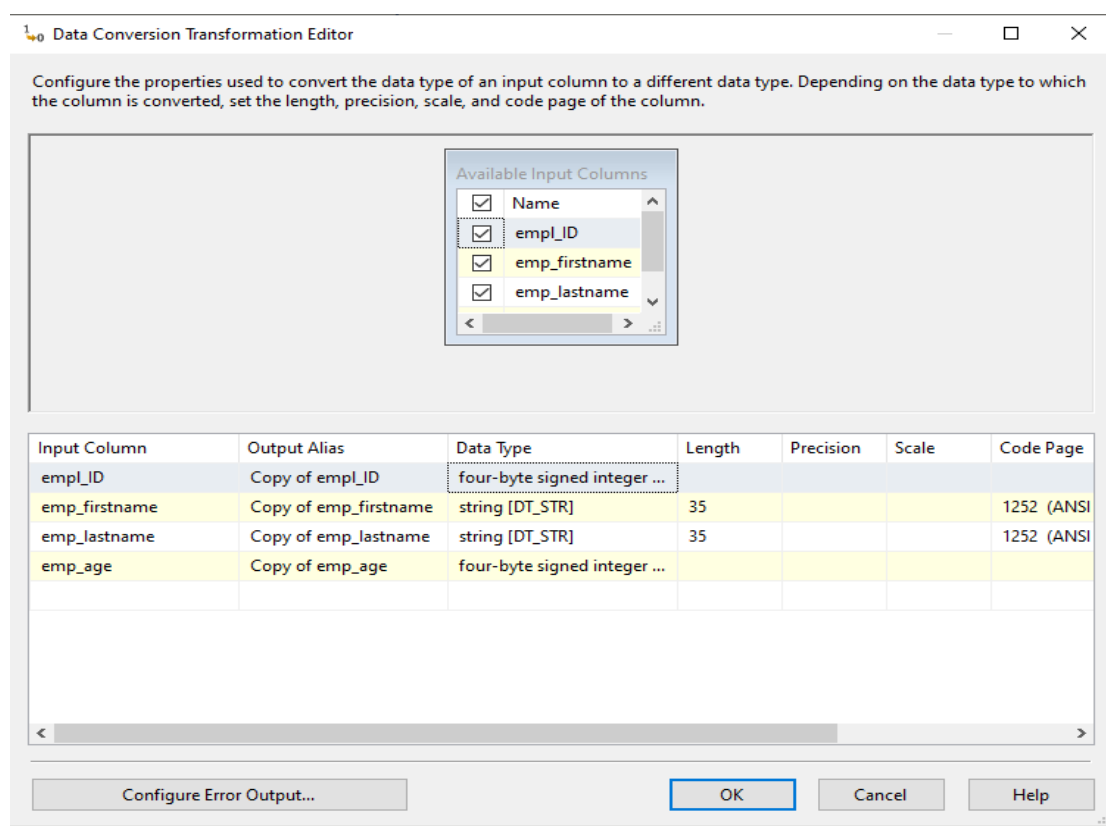 Data Conversion Transformation Editor
Configure the properties used to convert the data type of an input column to a different data type. Depending on the data type to which
the column is converted, set the length, precision, scale, and code page of the column.
Available Input Columns
Name
empl_ID
emp_firstname
emp_lastname
Input Column Output Alias Data Type Length Precision Scale Code Page
empl_ID Copy of empl_ID four-byte signed integer ...
emp_firstname Copy of emp_firstname string [DT_STR] 35 1252 (ANSI
emp_lastname Copy of emp_lastname string [DT_STR] 35 1252 (ANSI
emp_age Copy of emp_age four-byte signed integer ...
Configure Error Output... OK Cancel Help